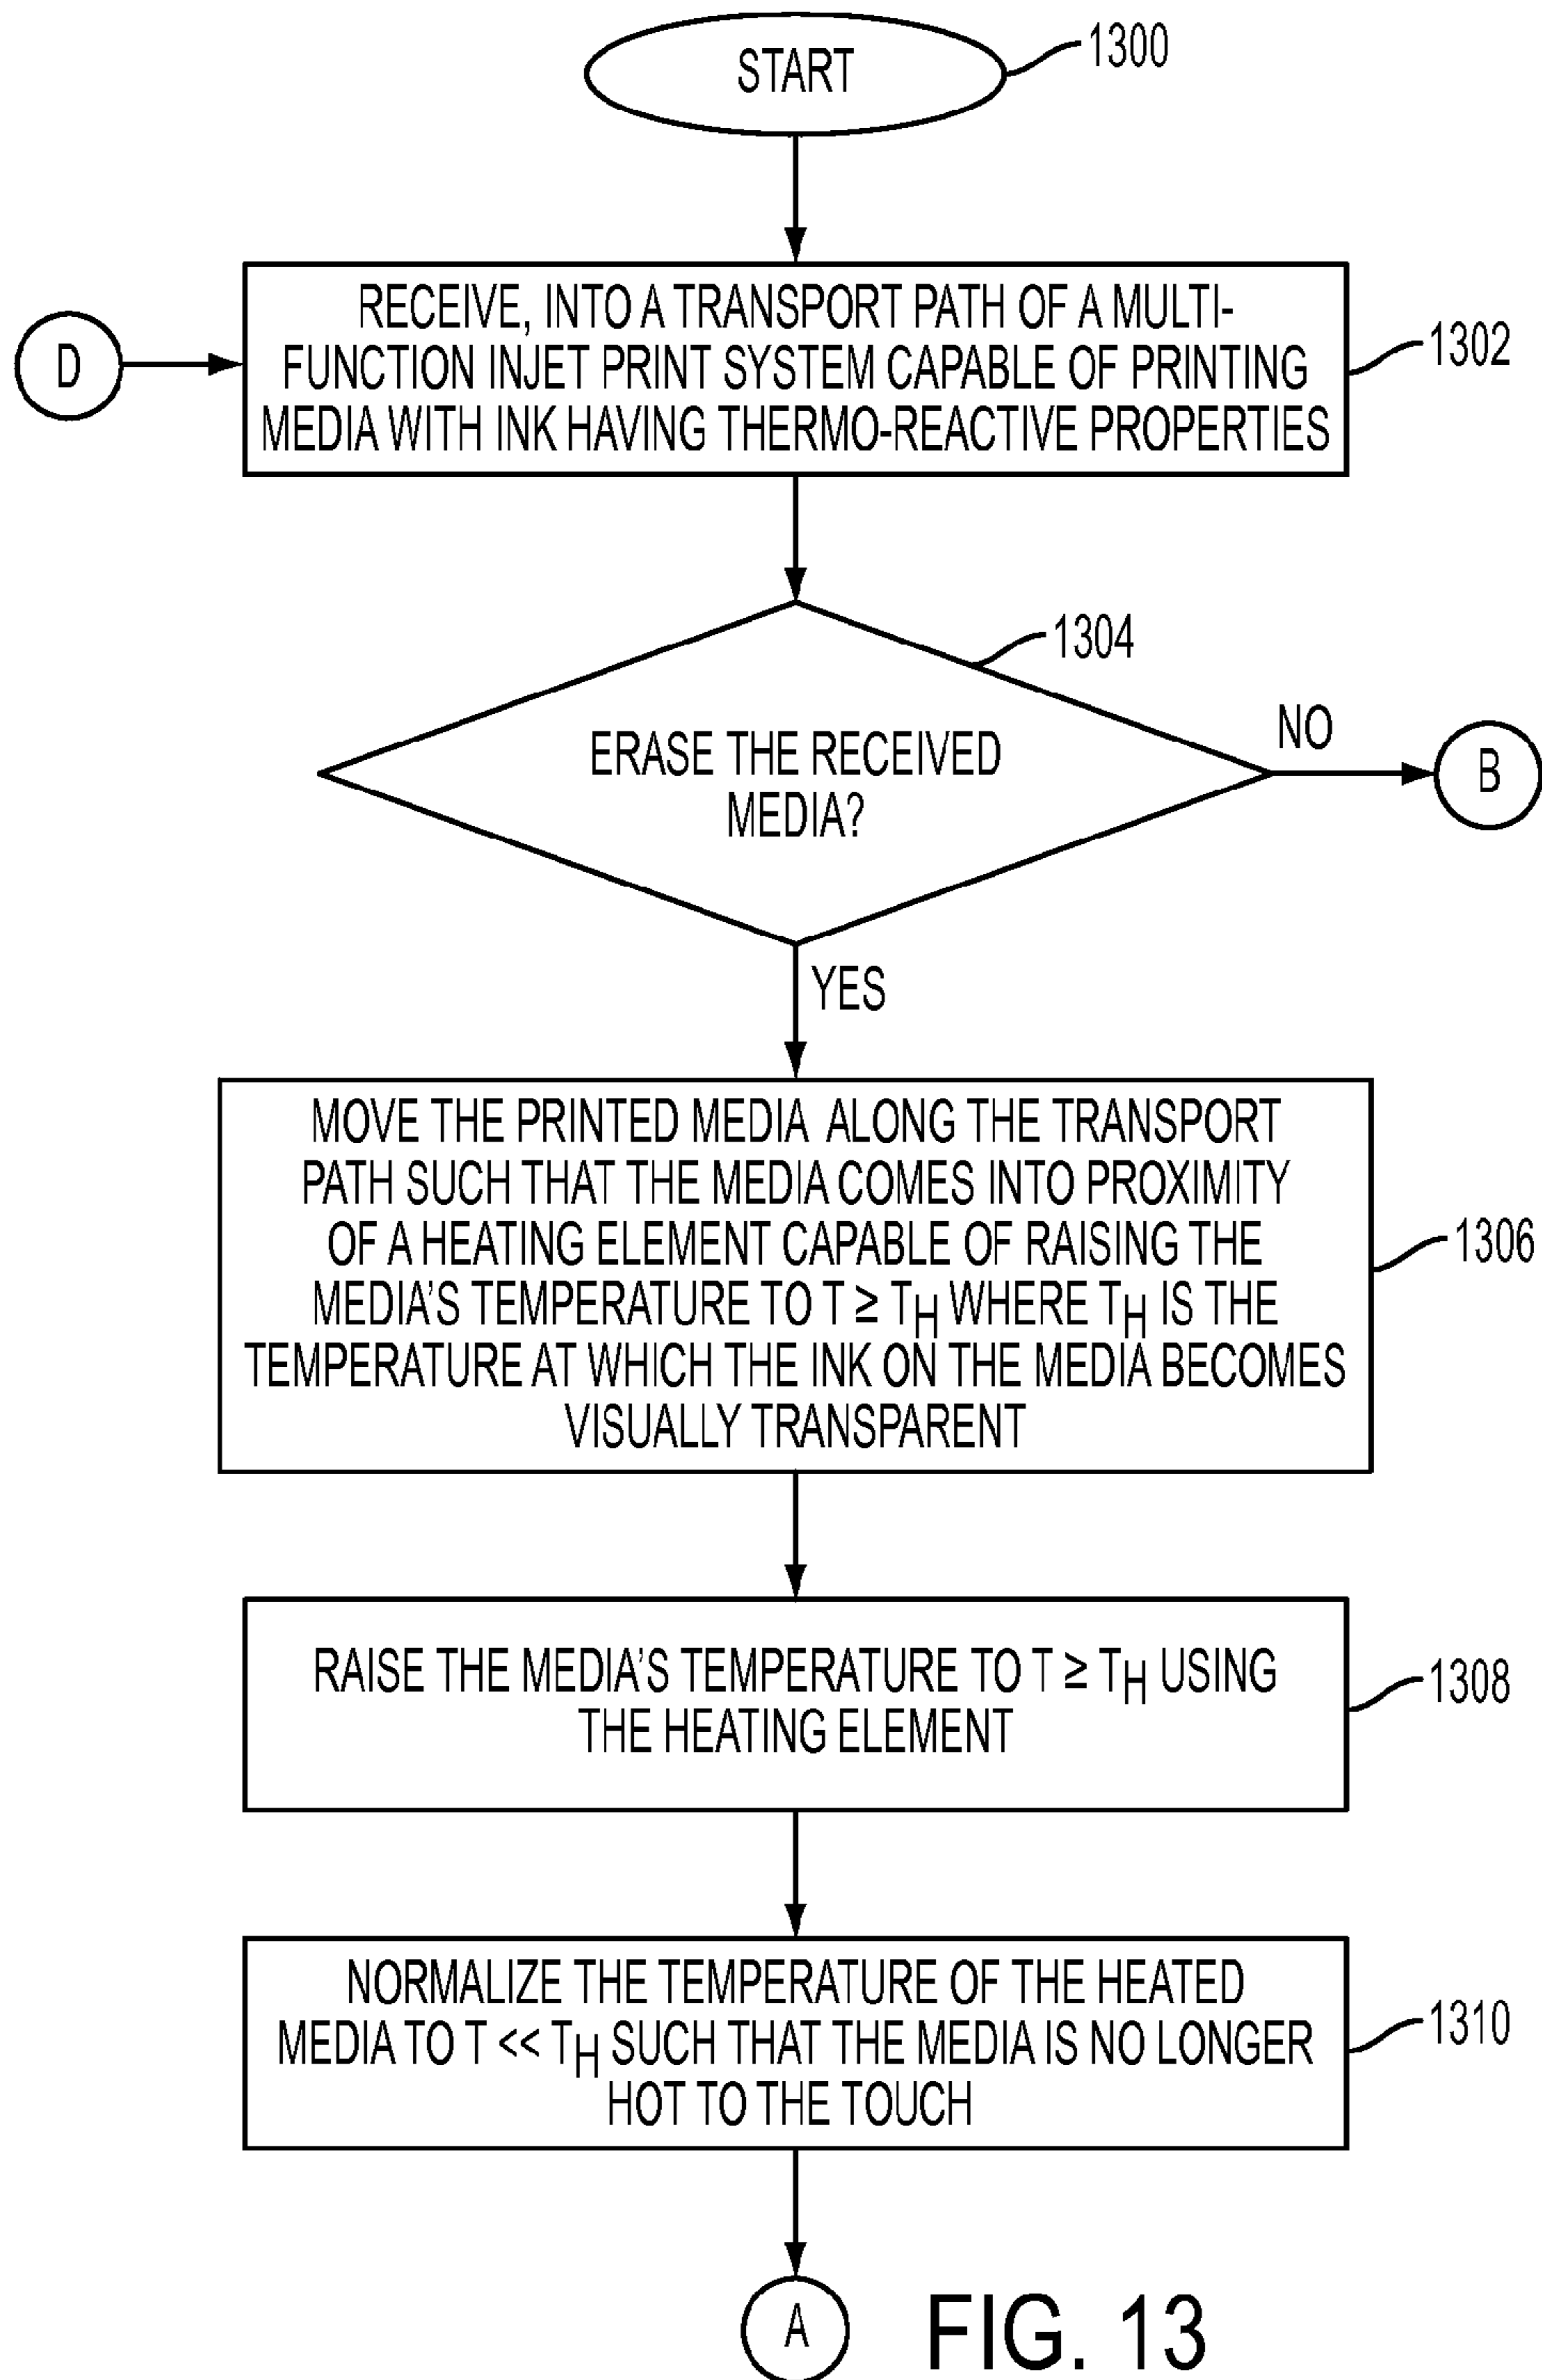 START
1300
D
RECEIVE, INTO A TRANSPORT PATH OF A MULTI-
FUNCTION INJET PRINT SYSTEM CAPABLE OF PRINTING
MEDIA WITH INK HAVING THERMO-REACTIVE PROPERTIES
1302
1304
ERASE THE RECEIVED
MEDIA?
NO
B
YES
MOVE THE PRINTED MEDIA ALONG THE TRANSPORT
PATH SUCH THAT THE MEDIA COMES INTO PROXIMITY
OF A HEATING ELEMENT CAPABLE OF RAISING THE
MEDIA'S TEMPERATURE TO T ≥ TH WHERE TH IS THE
TEMPERATURE AT WHICH THE INK ON THE MEDIA BECOMES
VISUALLY TRANSPARENT
1306
RAISE THE MEDIA'S TEMPERATURE TO T ≥ TH USING
THE HEATING ELEMENT
1308
NORMALIZE THE TEMPERATURE OF THE HEATED
MEDIA TO T << TH SUCH THAT THE MEDIA IS NO LONGER
HOT TO THE TOUCH
1310
A
FIG. 13